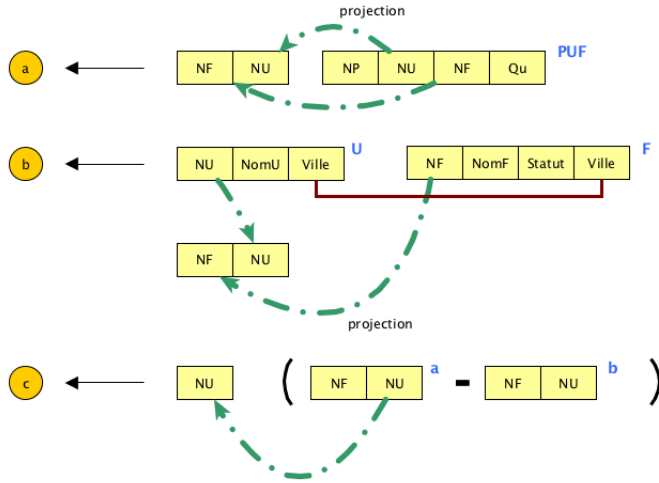 projection
a
NF NU
NP NU NF Qu
PUF
b
NU NomU Ville
U
NF NomF Statut Ville
F
NF NU
projection
c
NU
(
NF NU
a
-
NF NU
b
)